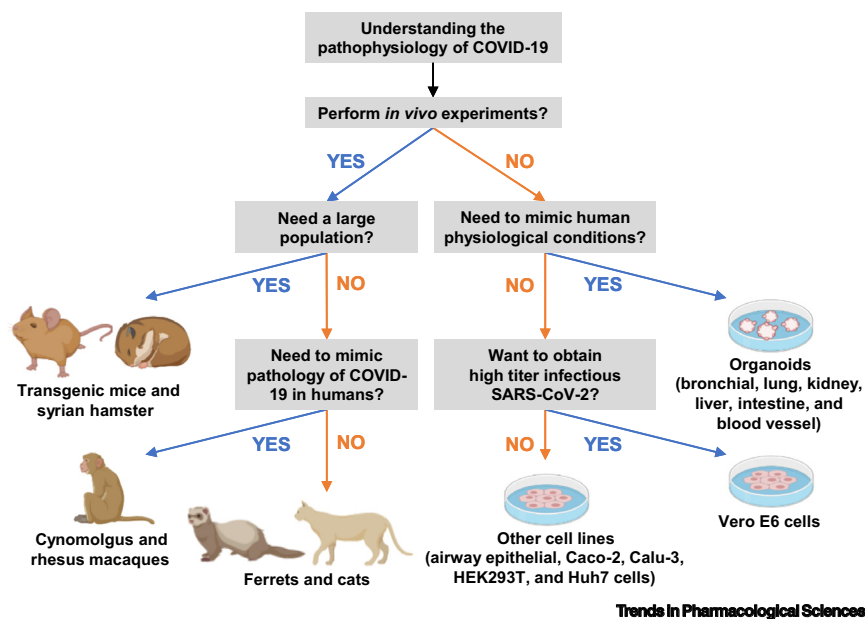 Understanding the
pathophysiology of COVID-19
Perform in vivo experiments?
YES
NO
Need a large
population?
Need to mimic human
physiological conditions?
YES
NO
NO
YES
Transgenic mice and
syrian hamster
Need to mimic
pathology of COVID-
19 in humans?
Want to obtain
high titer infectious
SARS-CoV-2?
Organoids
(bronchial, lung, kidney,
liver, intestine, and
blood vessel)
YES
NO
NO
YES
Cynomolgus and
rhesus macaques
Ferrets and cats
Other cell lines
(airway epithelial, Caco-2, Calu-3,
HEK293T, and Huh7 cells)
Vero E6 cells
Trends in Pharmacological Sciences